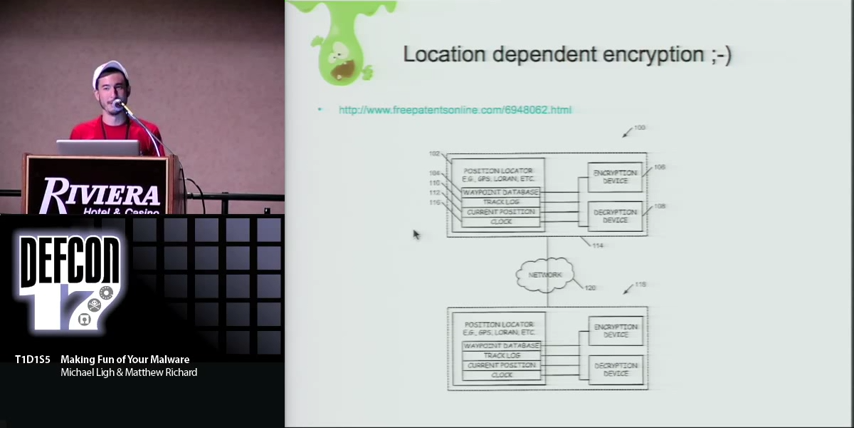 Location dependent encryption ;-)
• http://www.freepatentsonline.com/6948062.html
100
102
104
110
112
116
POSITION LOCATOR
E.G., GPS, LORAN, ETC.
WAYPOINT DATABASE
TRACK LOG
CURRENT POSITION
CLOCK
ENCRYPTION
DEVICE
106
DECRYPTION
DEVICE
108
114
NETWORK
120
118
POSITION LOCATOR
E.G., GPS, LORAN, ETC.
WAYPOINT DATABASE
TRACK LOG
CURRENT POSITION
CLOCK
ENCRYPTION
DEVICE
DECRYPTION
DEVICE
RIVIERA
Hotel & Casino
DEFCON
17
T1D1S5 Making Fun of Your Malware
Michael Ligh & Matthew Richard